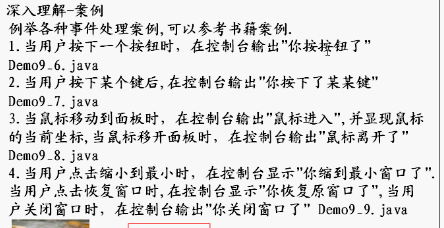 深入理解-案例
例举各种事件处理案例,可以参考书籍案例.
1.当用户按下一个按钮时，在控制台输出"你按按钮了"
Demo9_6.java
2.当用户按下某个键后,在控制台输出"你按下了某某键"
Demo9_7.java
3.当鼠标移动到面板时，在控制台输出"鼠标进入",并显现鼠标
的当前坐标,当鼠标移开面板时，在控制台输出"鼠标离开了"
Demo9_8.java
4.当用户点击缩小到最小时，在控制台显示"你缩到最小窗口了".
当用户点击恢复窗口时,在控制台显示"你恢复原窗口了",当用
户关闭窗口时，在控制台输出"你关闭窗口了" Demo9_9.java